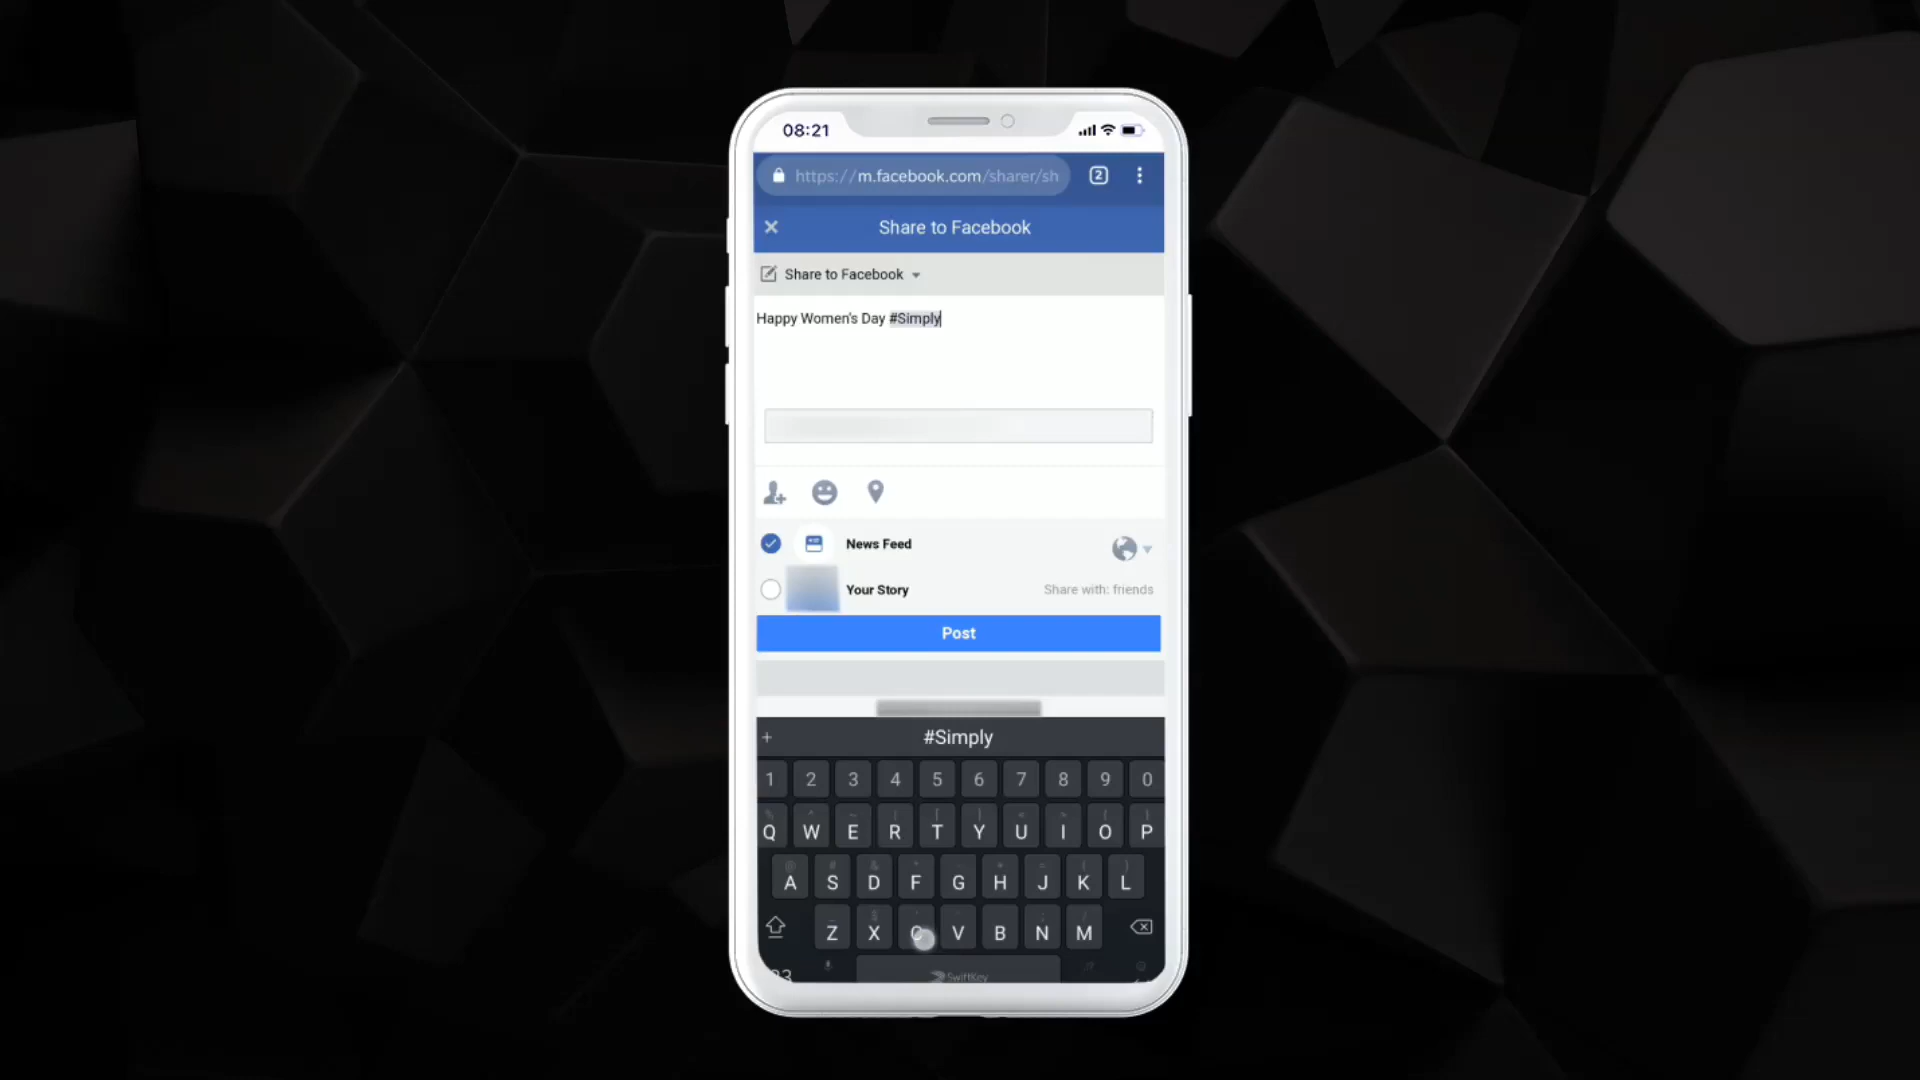 08:21
https://m.facebook.com/sharer/sh
2
Share to Facebook
Share to Facebook
Happy Women's Day #Simply
News Feed
Your Story
Share with: friends
Post
+
#Simply
1 2 3 4 5 6 7 8 9 0
Q W E R T Y U I O P
A S D F G H J K L
Z X C V B N M
SwiftKey